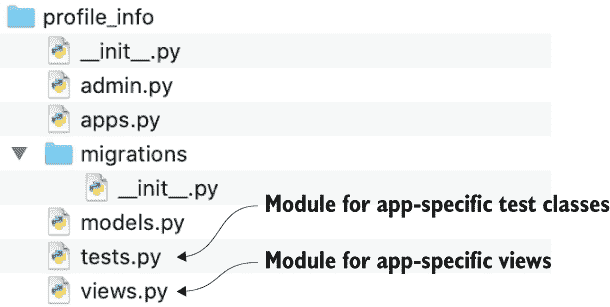 profile_info
__init__.py
admin.py
apps.py
migrations
__init__.py
models.py
Module for app-specific test classes
tests.py
Module for app-specific views
views.py